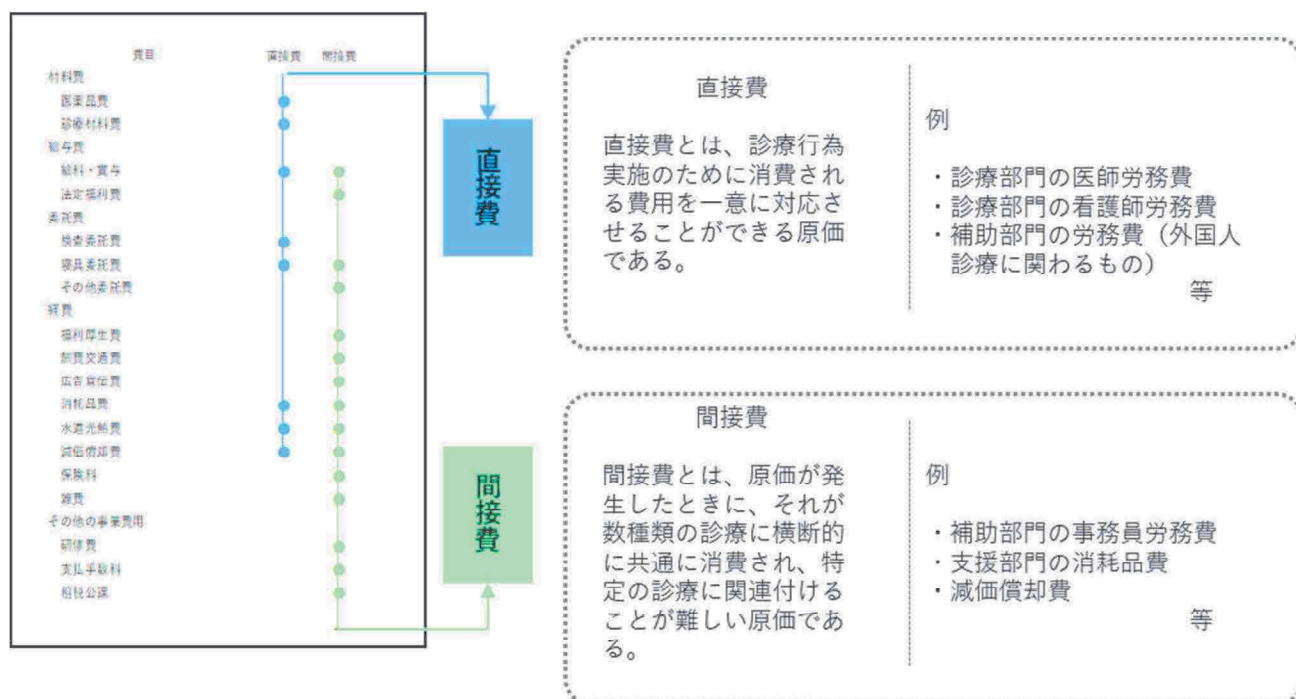 費目 直接費 間接費
材料費
医薬品費
診療材料費
給与費
給料・賞与
法定福利費
委託費
検査委託費
寝具委託費
その他委託費
経費
福利厚生費
旅費交通費
広告宣伝費
消耗品費
水道光熱費
減価償却費
保険料
雑費
その他の事業費用
研修費
支払手数料
租税公課
直接費
間接費
直接費
直接費とは、診療行為
実施のために消費され
る費用を一意に対応さ
せることができる原価
である。
例
・診療部門の医師労務費
・診療部門の看護師労務費
・補助部門の労務費（外国人
診療に関わるもの）
等
間接費
間接費とは、原価が発
生したときに、それが
数種類の診療に横断的
に共通に消費され、特
定の診療に関連付ける
ことが難しい原価であ
る。
例
・補助部門の事務員労務費
・支援部門の消耗品費
・減価償却費
等